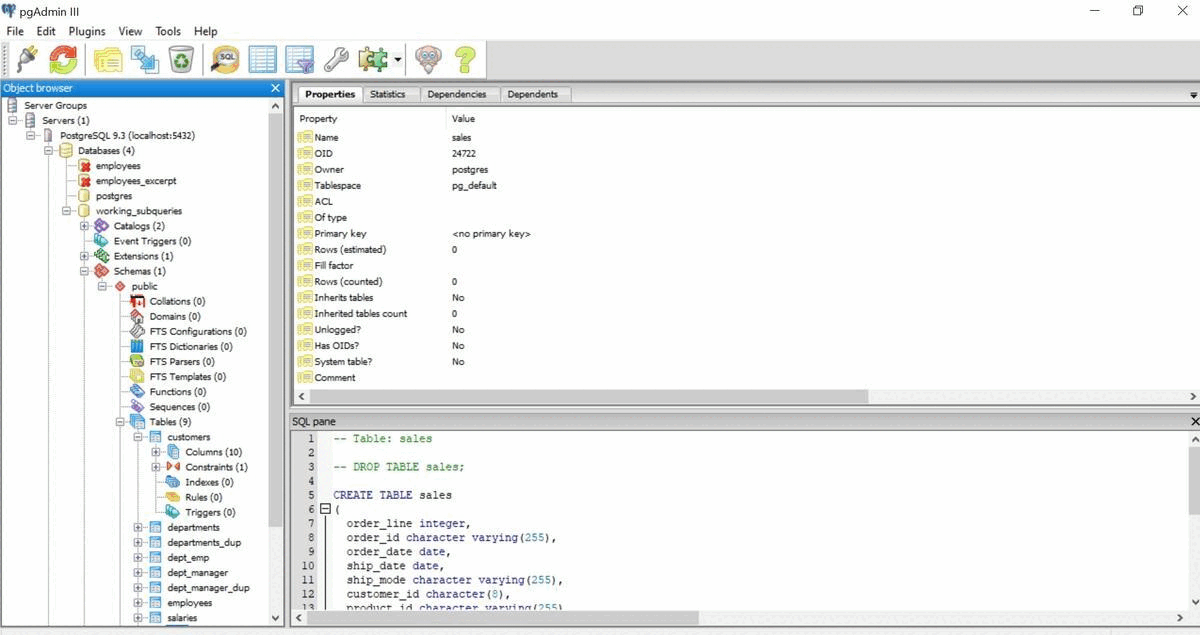 pgAdmin III
File Edit Plugins View Tools Help
SQL
Object browser
Server Groups
Servers (1)
PostgreSQL 9.3 (localhost:5432)
Databases (4)
employees
employees_excerpt
postgres
working_subqueries
Catalogs (2)
Event Triggers (0)
Extensions (1)
Schemas (1)
public
Collations (0)
Domains (0)
FTS Configurations (0)
FTS Dictionaries (0)
FTS Parsers (0)
FTS Templates (0)
Functions (0)
Sequences (0)
Tables (9)
customers
Columns (10)
Constraints (1)
Indexes (0)
Rules (0)
Triggers (0)
departments
departments_dup
dept_emp
dept_manager
dept_manager_dup
employees
salaries
Properties Statistics Dependencies Dependents
Property Value
Name sales
OID 24722
Owner postgres
Tablespace pg_default
ACL
Of type
Primary key <no primary key>
Rows (estimated) 0
Fill factor
Rows (counted) 0
Inherits tables No
Inherited tables count 0
Unlogged? No
Has OIDs? No
System table? No
Comment
SQL pane
1 -- Table: sales
2
3 -- DROP TABLE sales;
4
5 CREATE TABLE sales
6 (
7 order_line integer,
8 order_id character varying(255),
9 order_date date,
10 ship_date date,
11 ship_mode character varying(255),
12 customer_id character(8),
13 product_id character varying(255)